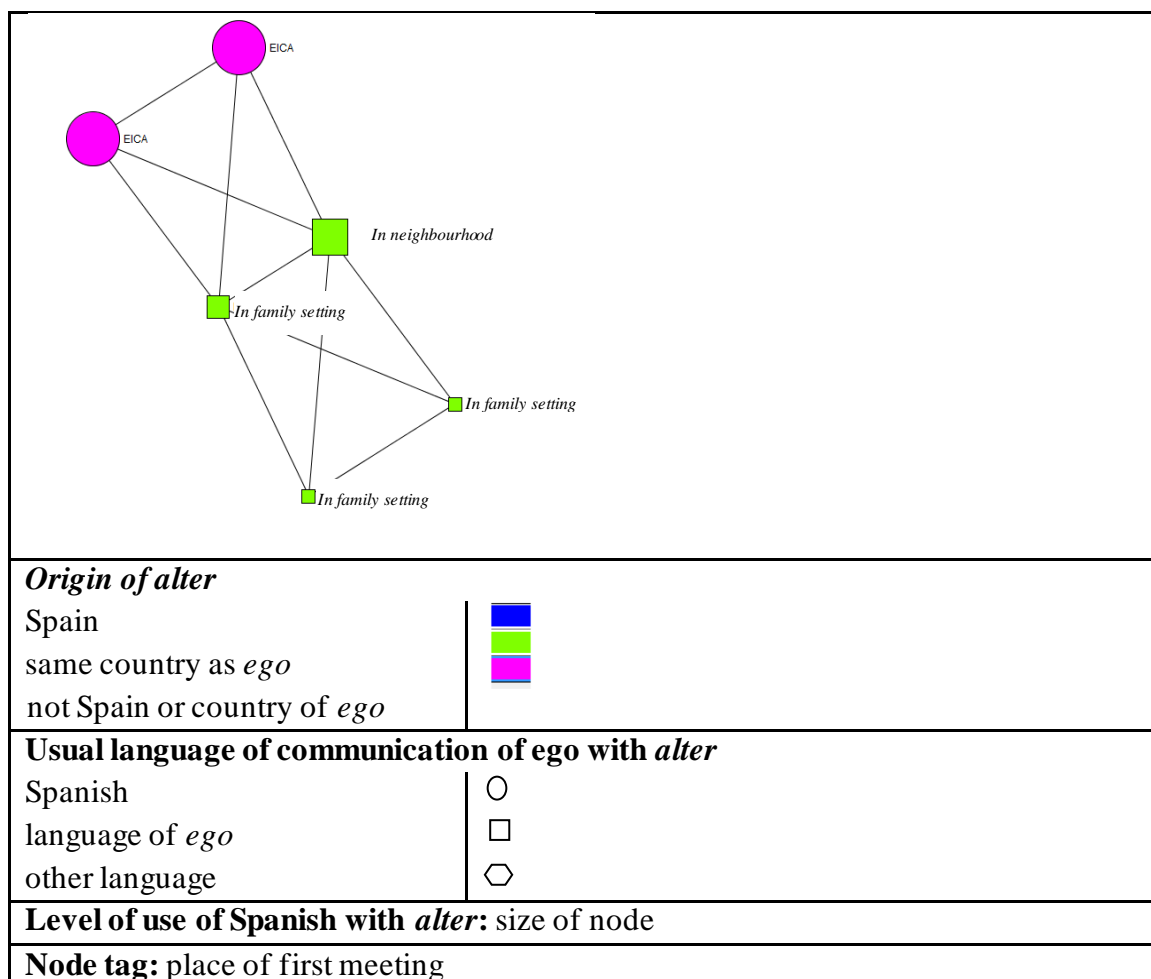 EICA
EICA
In neighbourhood
In family setting
In family setting
In family setting
Origin of alter
Spain
same country as ego
not Spain or country of ego
Usual language of communication of ego with alter
Spanish
language of ego
other language
Level of use of Spanish with alter: size of node
Node tag: place of first meeting